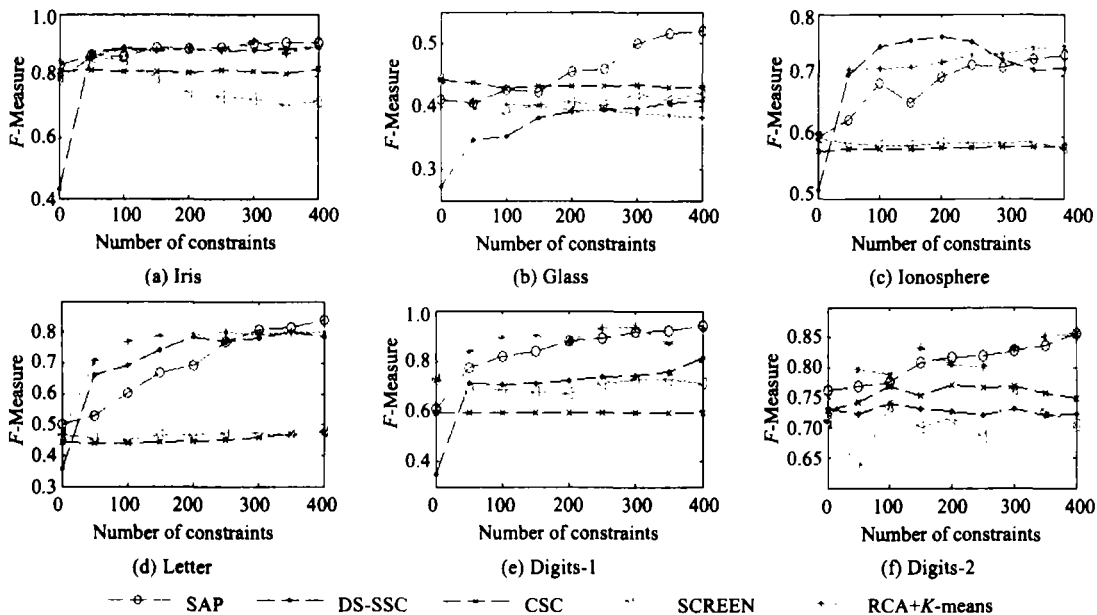 1.0
0.8
0.6
0.4
F-Measure
0 100 200 300 400
Number of constraints
(a) Iris
0.5
0.4
0.3
F-Measure
0 100 200 300 400
Number of constraints
(b) Glass
0.8
0.7
0.6
0.5
F-Measure
0 100 200 300 400
Number of constraints
(c) Ionosphere
0.8
0.7
0.6
0.5
0.4
0.3
F-Measure
0 100 200 300 400
Number of constraints
(d) Letter
1.0
0.8
0.6
0.4
F-Measure
0 100 200 300 400
Number of constraints
(e) Digits-1
0.85
0.80
0.75
0.70
0.65
F-Measure
0 100 200 300 400
Number of constraints
(f) Digits-2
SAP DS-SSC CSC SCREEN RCA+K-means